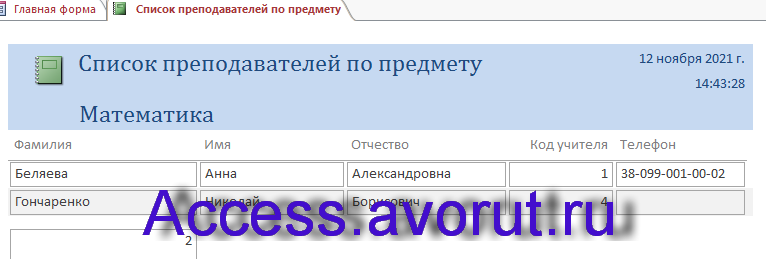 Главная форма Список преподавателей по предмету
Список преподавателей по предмету 12 ноября 2021 г.
14:43:28
Математика
Фамилия Имя Отчество Код учителя Телефон
Беляева Анна Александровна 1 38-099-001-00-02
Гончаренко Николай Борисович 4
Access.avorut.ru
2